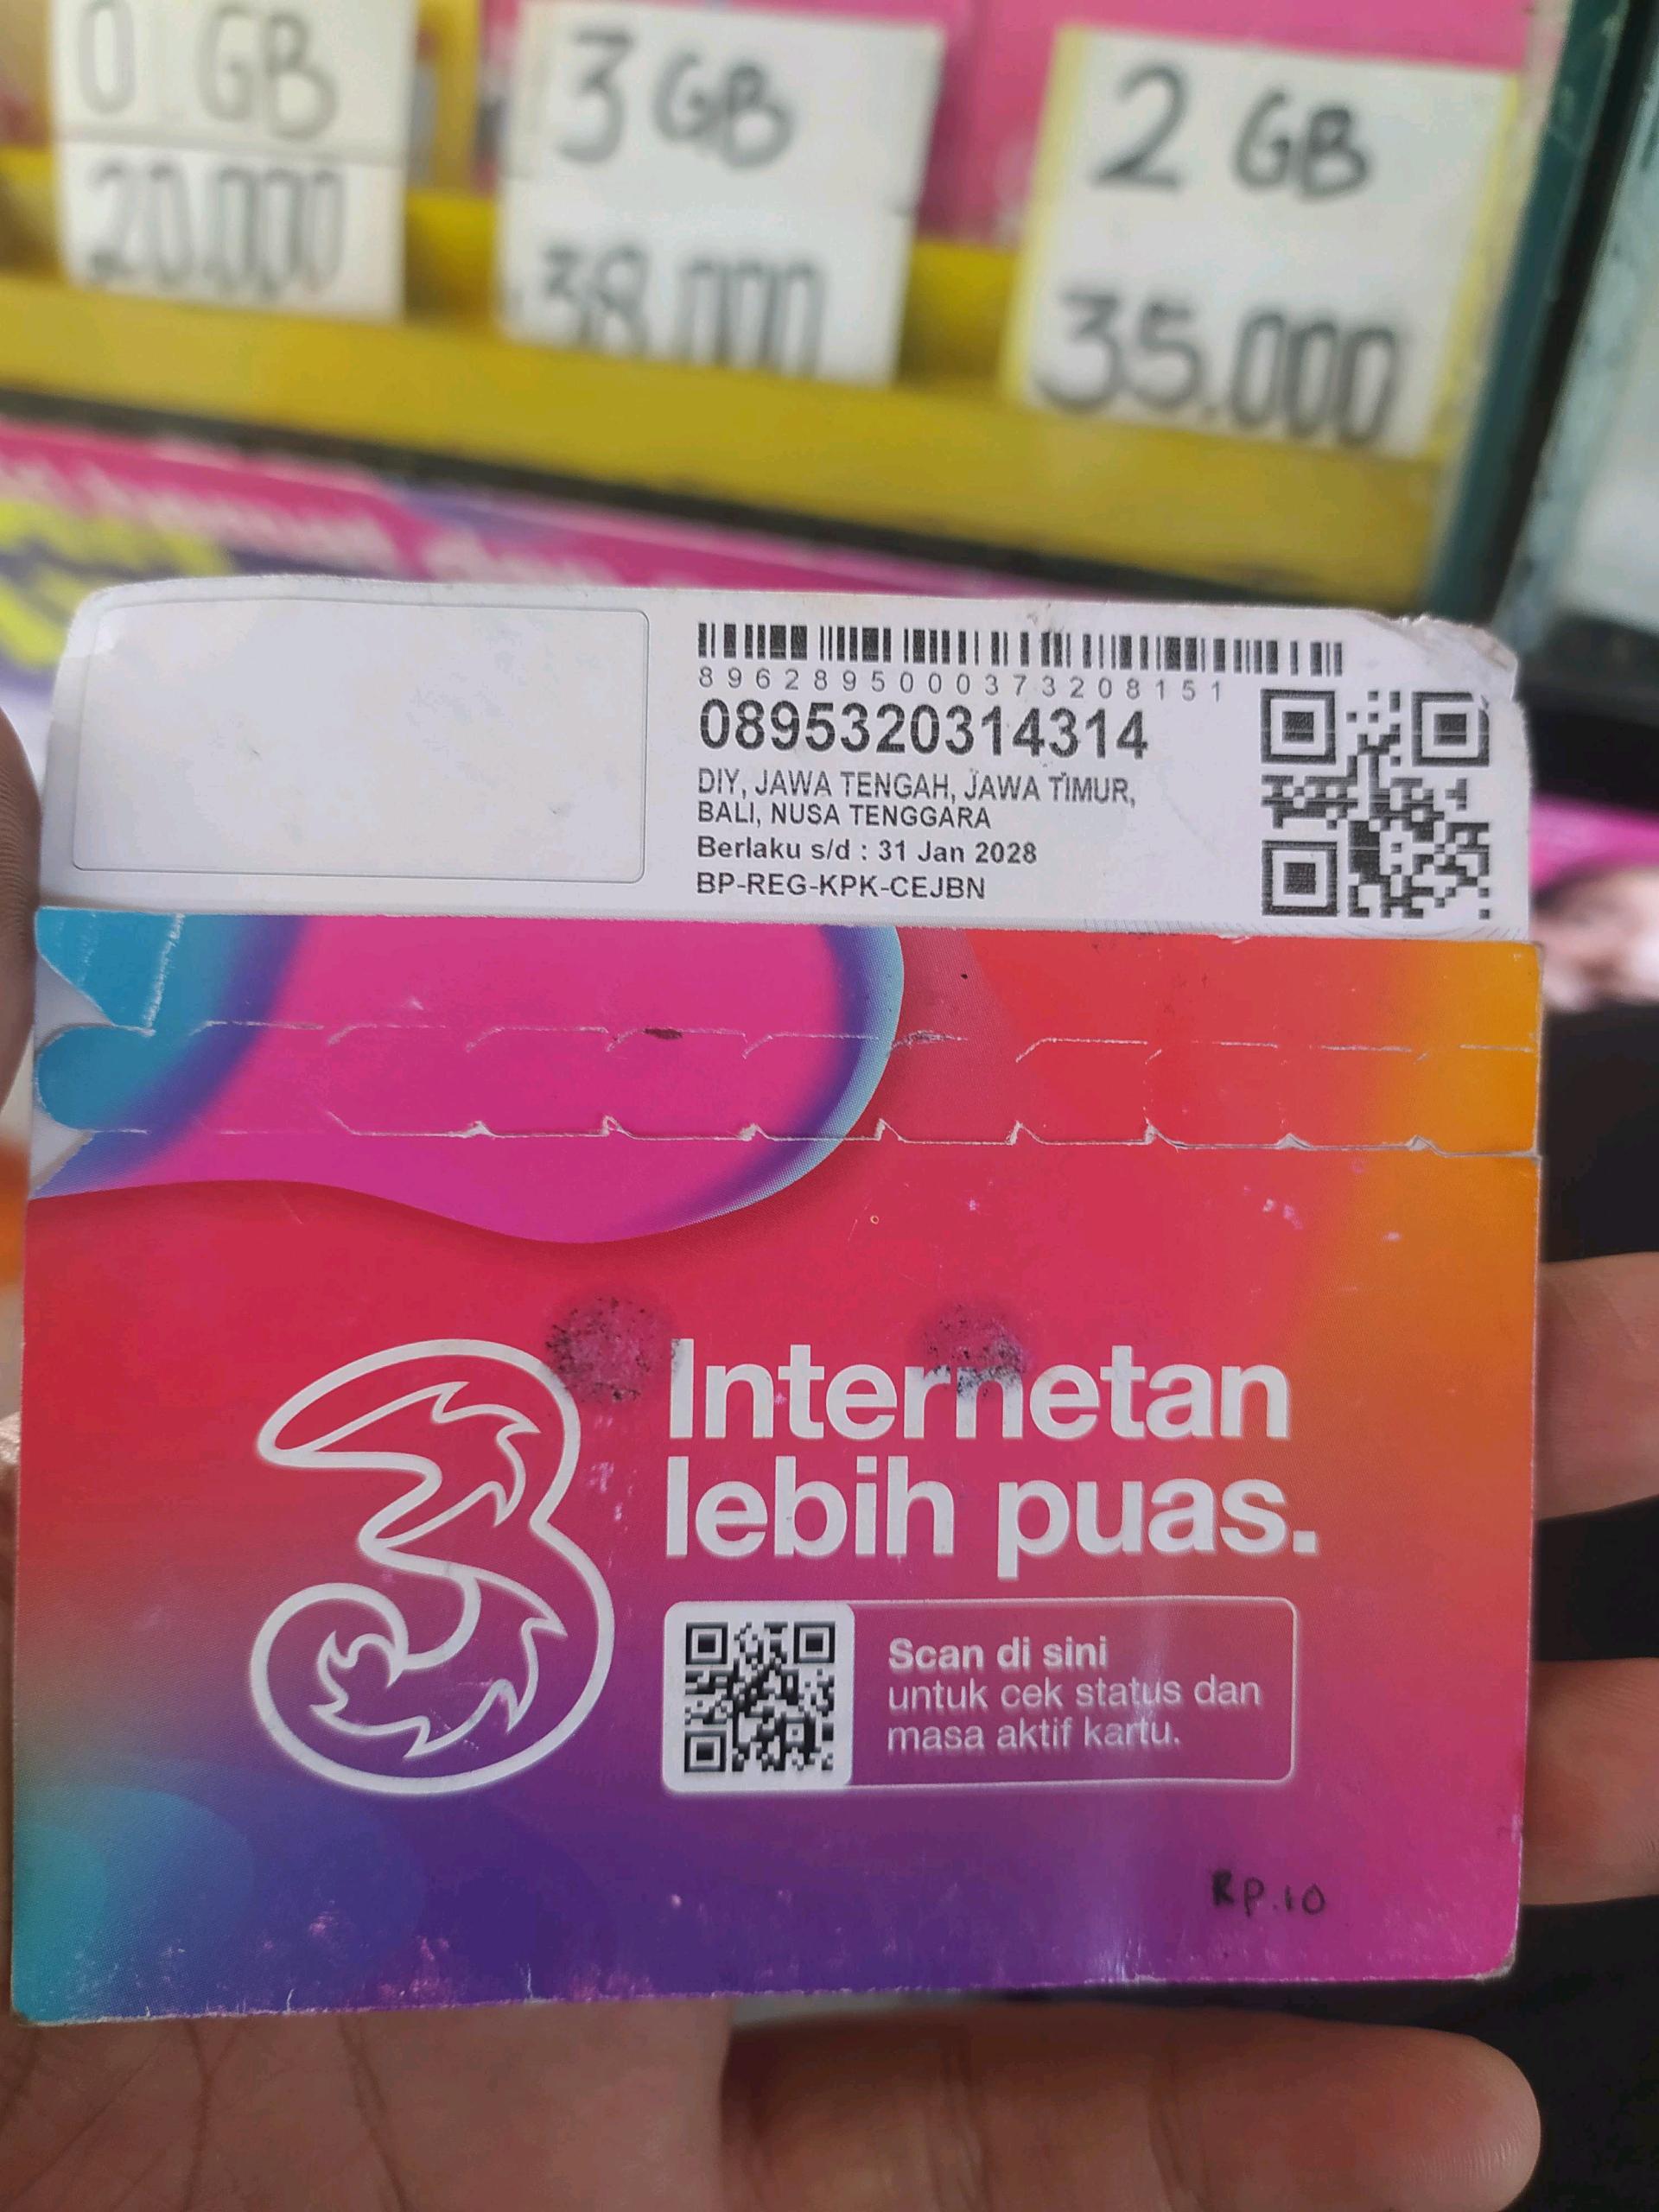 0 GB
20.000
3 GB
38.000
2 GB
35.000
8962895000373208151
0895320314314
DIY, JAWA TENGAH, JAWA TIMUR,
BALI, NUSA TENGGARA
Berlaku s/d : 31 Jan 2028
BP-REG-KPK-CEJBN
3
Internetan
lebih puas.
Scan di sini
untuk cek status dan
masa aktif kartu.
RP.10